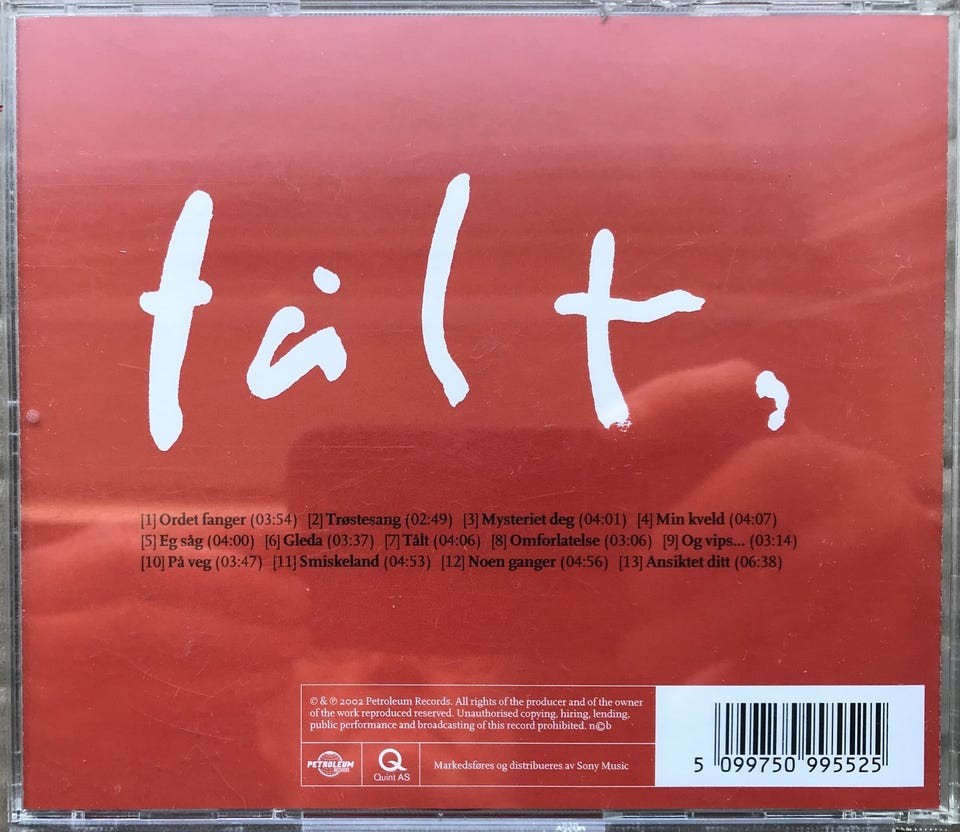 tålt,
[1] Ordet fanger (03:54) [2] Trøstesang (02:49) [3] Mysteriet deg (04:01) [4] Min kveld (04:07)
[5] Eg såg (04:00) [6] Gleda (03:37) [7] Tålt (04:06) [8] Omforlatelse (03:06) [9] Og vips... (03:14)
[10] På veg (03:47) [11] Smiskeland (04:53) [12] Noen ganger (04:56) [13] Ansiktet ditt (06:38)
© & ℗ 2002 Petroleum Records. All rights of the producer and of the owner
of the work reproduced reserved. Unauthorised copying, hiring, lending,
public performance and broadcasting of this record prohibited. n©b
PETROLEUM
RECORDS
Q
Quint AS
Markedsføres og distribueres av Sony Music
5 099750 995525